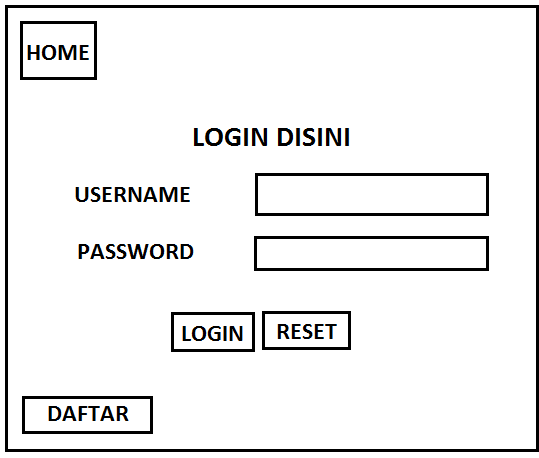 HOME
LOGIN DISINI
USERNAME
PASSWORD
LOGIN RESET
DAFTAR